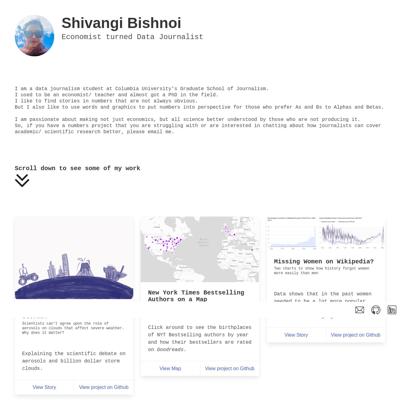 Shivangi Bishnoi
Economist turned Data Journalist
I am a data journalism student at Columbia University's Graduate School of Journalism.
I used to be an economist/ teacher and almost got a PhD in the field.
I like to find stories in numbers that are not always obvious.
But I also like to use words and graphics to put numbers into perspective for those who prefer As and Bs to Alphas and Betas.
I am passionate about making not just economics, but all science better understood by those who are not producing it.
So, if you have a numbers project that you are struggling with or are interested in chatting about how journalists can cover
academic/ scientific research better, please email me.
Scroll down to see some of my work
Scientists can't agree upon the role of
aerosols on clouds that affect severe weather.
Why does it matter?
Explaining the scientific debate on
aerosols and billion dollar storm
clouds.
View Story
View project on Github
New York Times Bestselling
Authors on a Map
Click around to see the birthplaces
of NYT Bestselling authors by year
and how their bestsellers are rated
on Goodreads.
View Map
View project on Github
Missing Women on Wikipedia?
Two charts to show how history forgot women
more easily than men
Data shows that in the past women
View Story
View project on Github